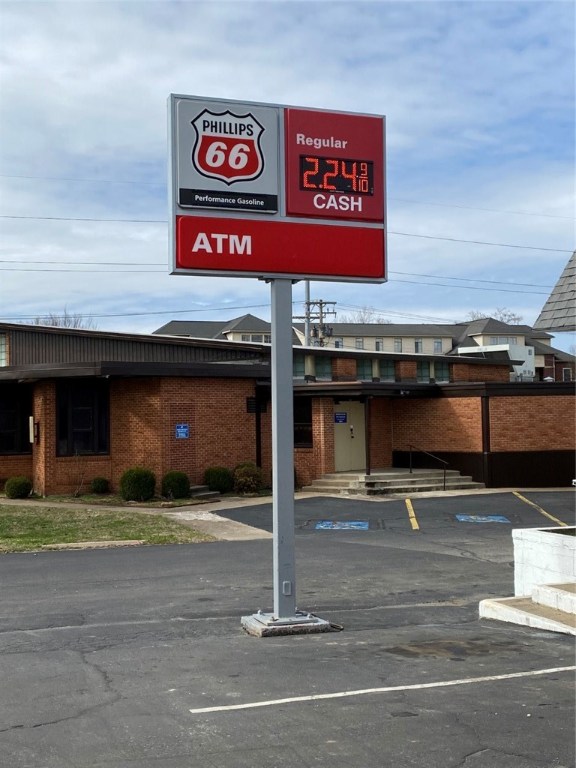 PHILLIPS
66
Performance Gasoline
Regular
2.24 9/10
CASH
ATM